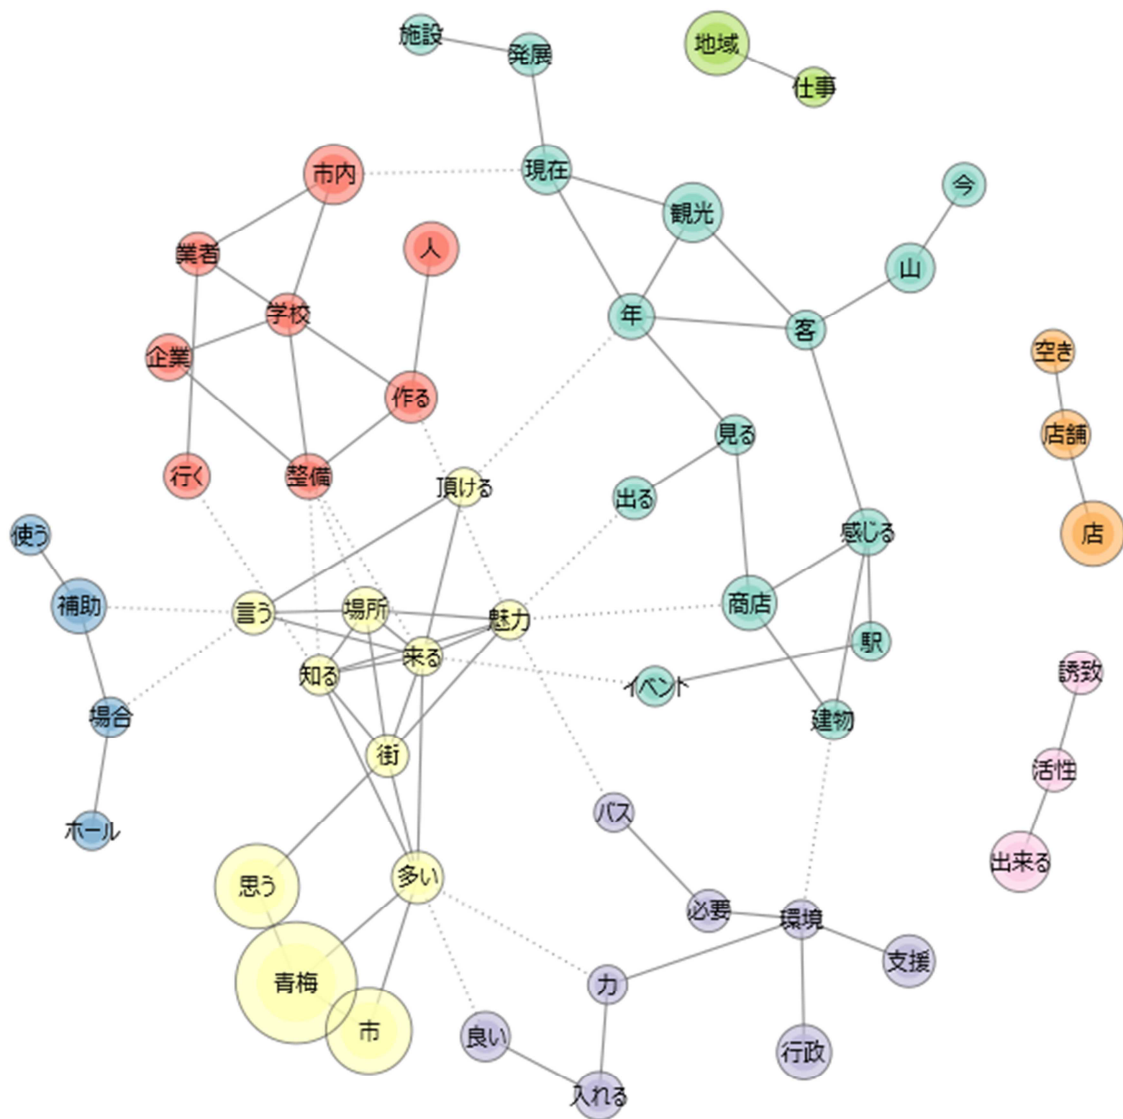 施設
発展
地域
仕事
市内
現在
今
観光
人
業者
山
学校
年
客
空き
企業
作る
店舗
見る
行く
整備
頂ける
出る
使う
感じる
店
補助
言う
場所
魅力
商店
駅
知る
来る
イベント
誘致
場合
建物
街
活性
バス
ホール
出来る
思う
多い
必要
環境
支援
青梅
力
市
良い
行政
入れる